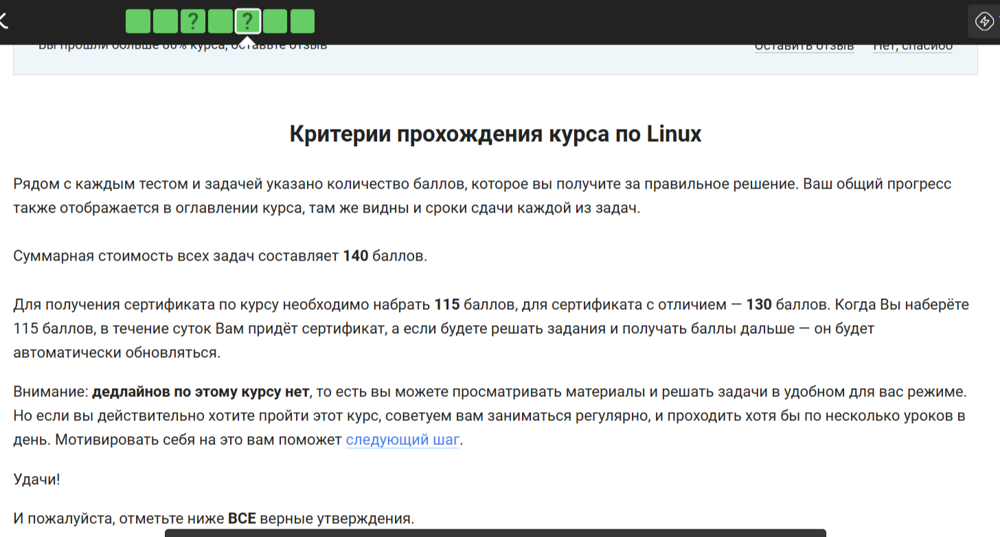 ? ?
Вы прошли больше 80% курса, оставьте отзыв Оставить отзыв Нет, спасибо
Критерии прохождения курса по Linux
Рядом с каждым тестом и задачей указано количество баллов, которое вы получите за правильное решение. Ваш общий прогресс
также отображается в оглавлении курса, там же видны и сроки сдачи каждой из задач.
Суммарная стоимость всех задач составляет 140 баллов.
Для получения сертификата по курсу необходимо набрать 115 баллов, для сертификата с отличием — 130 баллов. Когда Вы наберёте
115 баллов, в течение суток Вам придёт сертификат, а если будете решать задания и получать баллы дальше — он будет
автоматически обновляться.
Внимание: дедлайнов по этому курсу нет, то есть вы можете просматривать материалы и решать задачи в удобном для вас режиме.
Но если вы действительно хотите пройти этот курс, советуем вам заниматься регулярно, и проходить хотя бы по несколько уроков в
день. Мотивировать себя на это вам поможет следующий шаг.
Удачи!
И пожалуйста, отметьте ниже ВСЕ верные утверждения.